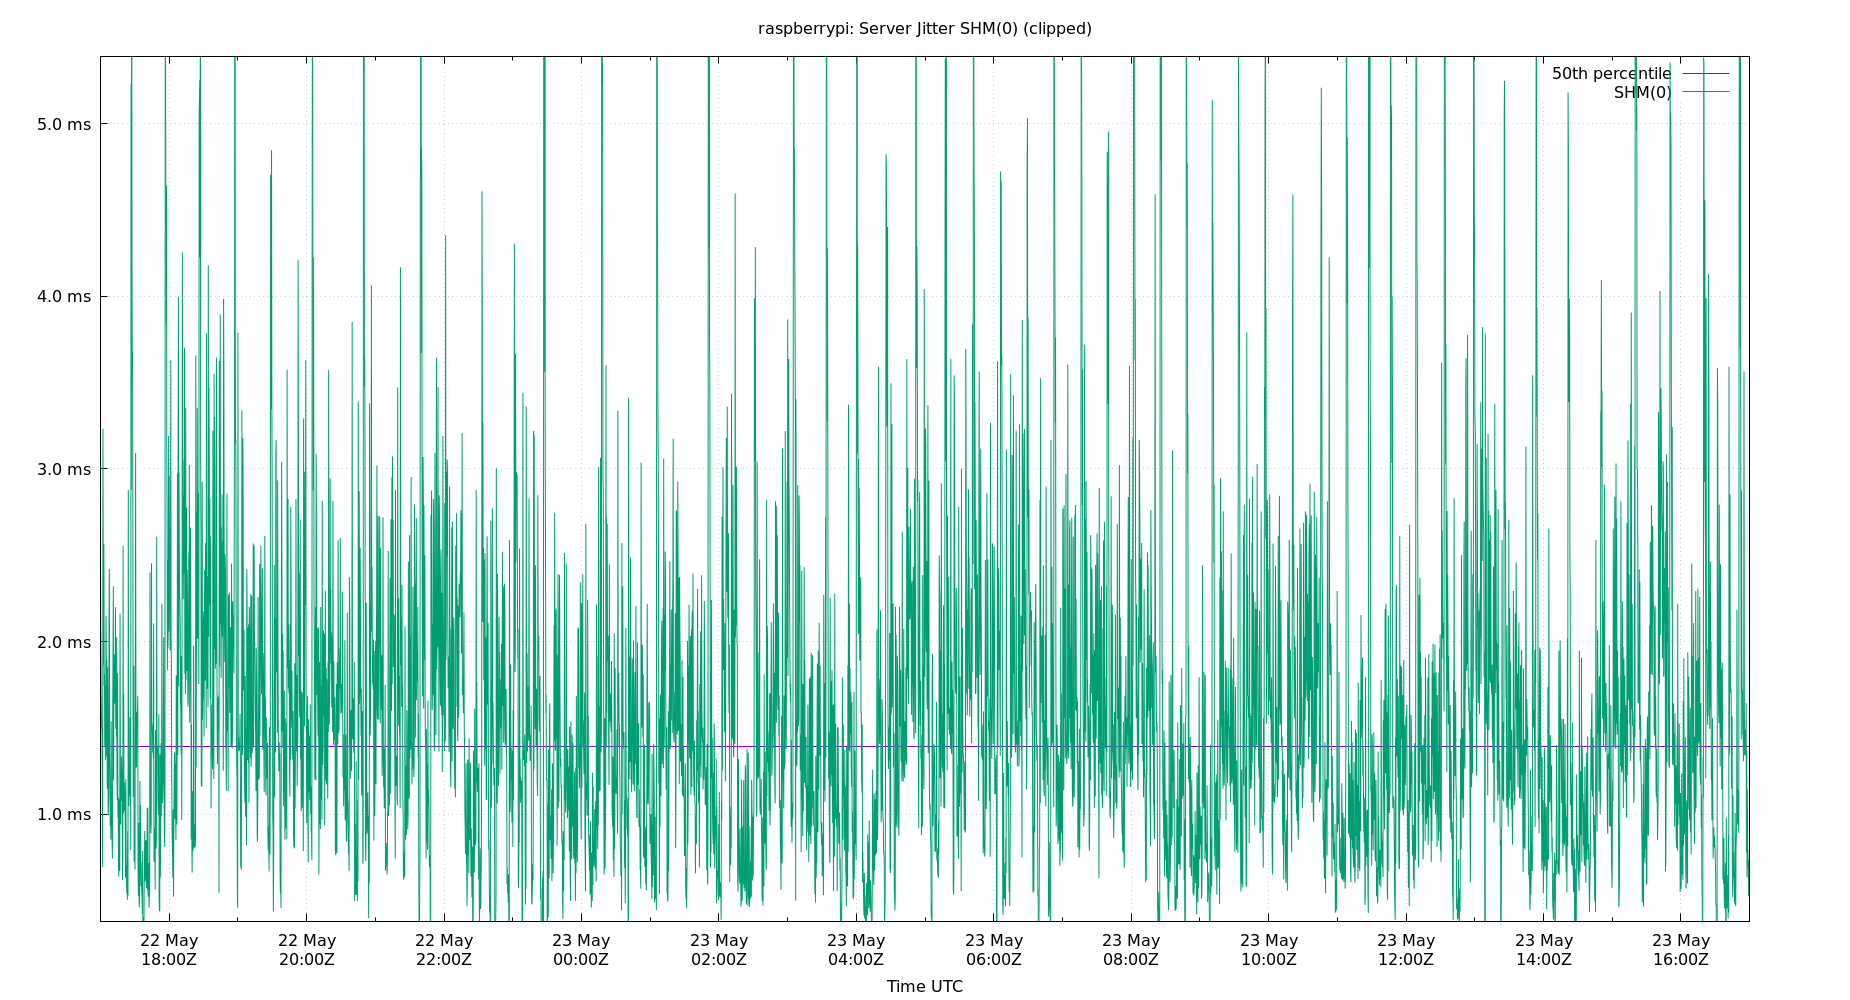 raspberrypi: Server Jitter SHM(0) (clipped)
50th percentile
SHM(0)
5.0 ms
4.0 ms
3.0 ms
2.0 ms
1.0 ms
22 May 22 May 22 May 23 May 23 May 23 May 23 May 23 May 23 May 23 May 23 May 23 May
18:00Z 20:00Z 22:00Z 00:00Z 02:00Z 04:00Z 06:00Z 08:00Z 10:00Z 12:00Z 14:00Z 16:00Z
Time UTC